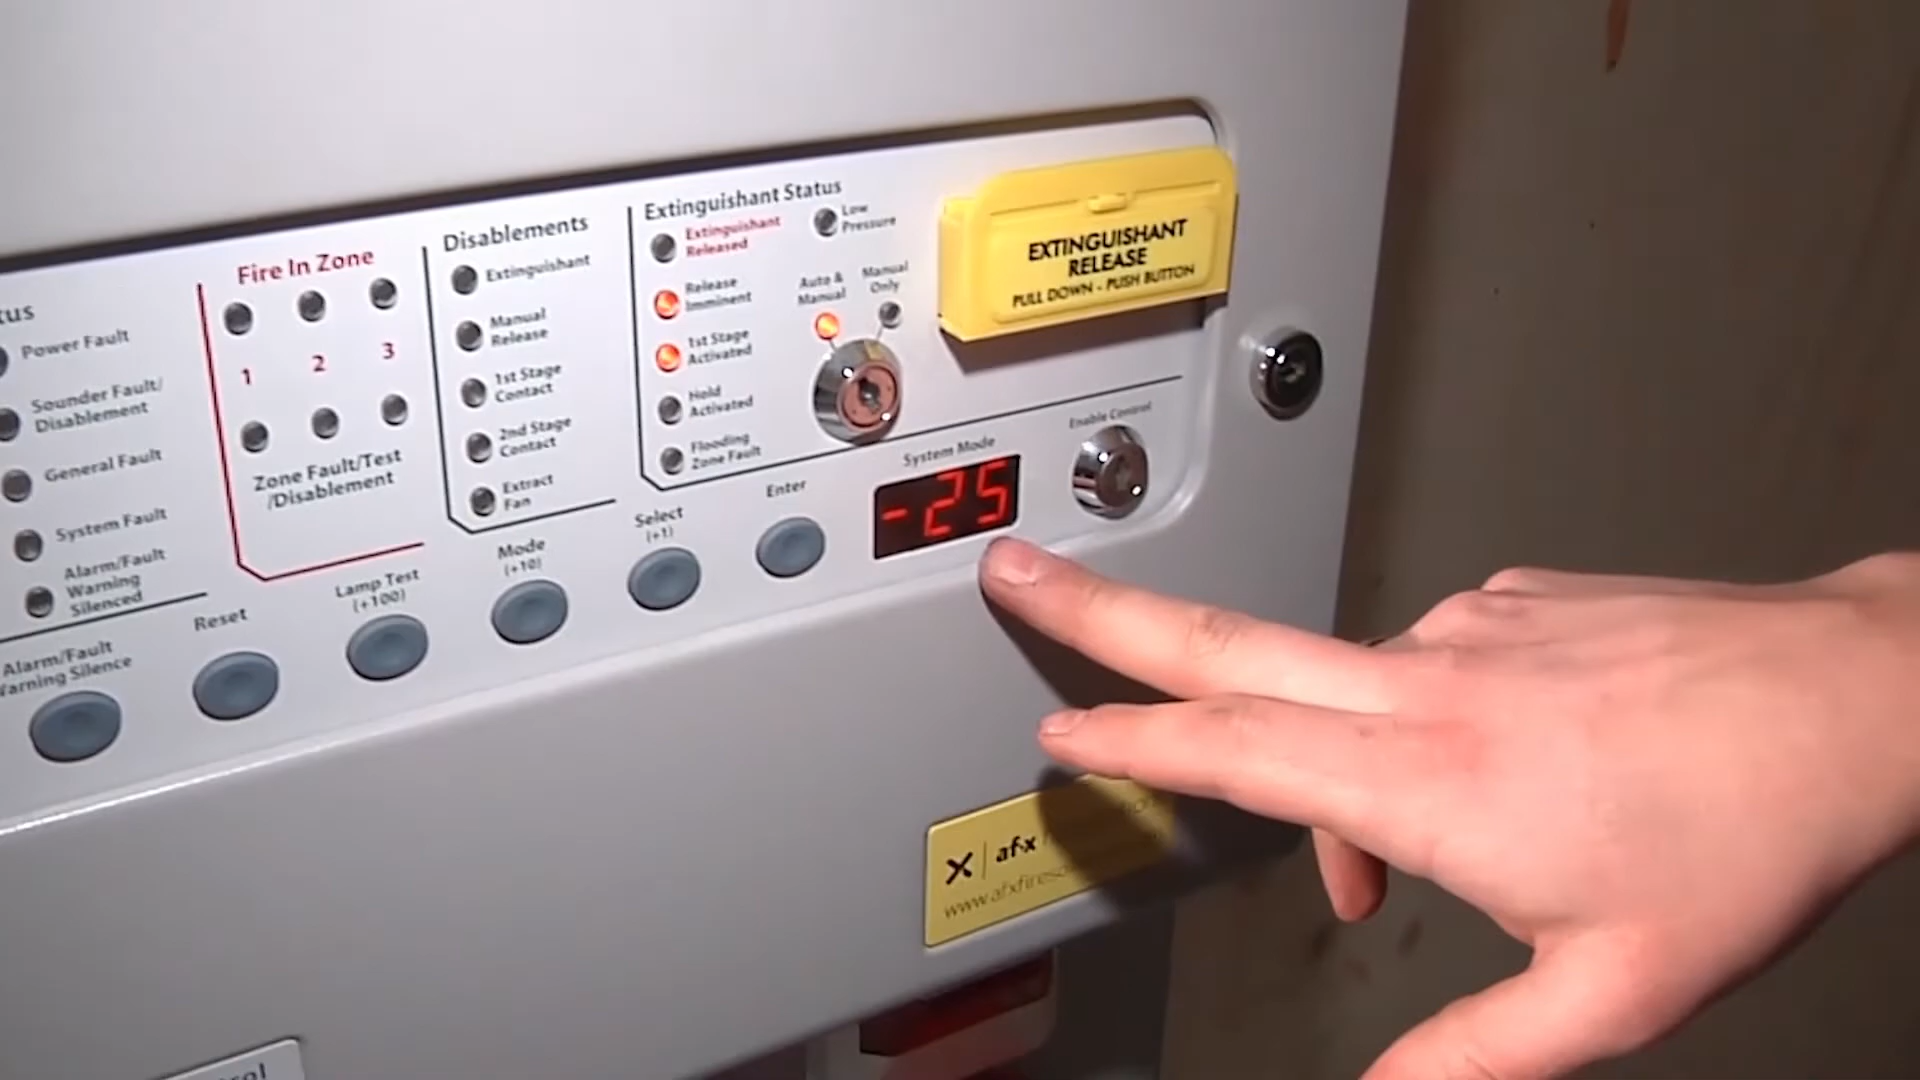 Power Fault
Sounder Fault/
Disablement
General Fault
System Fault
Alarm/Fault
Warning
Silenced
Alarm/Fault
Warning Silence
Reset
Fire In Zone
1 2 3
Zone Fault/Test
/Disablement
Lamp Test
(+100)
Disablements
Extinguishant
Manual
Release
1st Stage
Contact
2nd Stage
Contact
Extract
Fan
Mode
(+10)
Select
(+1)
Enter
Extinguishant Status
Extinguishant
Released
Release
Imminent
1st Stage
Activated
Hold
Activated
Flooding
Zone Fault
Low
Pressure
Auto &
Manual
Manual
Only
EXTINGUISHANT
RELEASE
PULL DOWN - PUSH BUTTON
System Mode
-25
Enable Control
X af-x